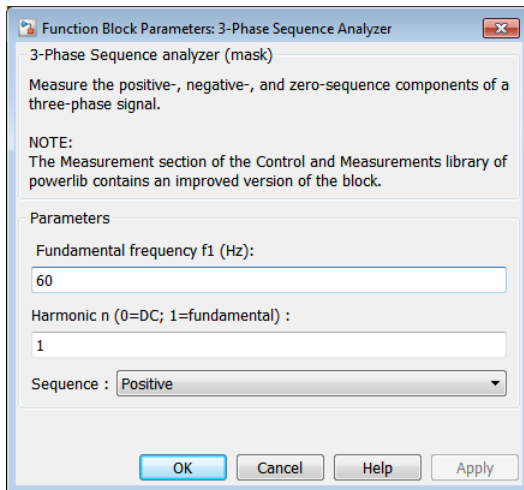 Function Block Parameters: 3-Phase Sequence Analyzer
3-Phase Sequence analyzer (mask)
Measure the positive-, negative-, and zero-sequence components of a
three-phase signal.
NOTE:
The Measurement section of the Control and Measurements library of
powerlib contains an improved version of the block.
Parameters
Fundamental frequency f1 (Hz):
60
Harmonic n (0=DC; 1=fundamental) :
1
Sequence : Positive
OK Cancel Help Apply